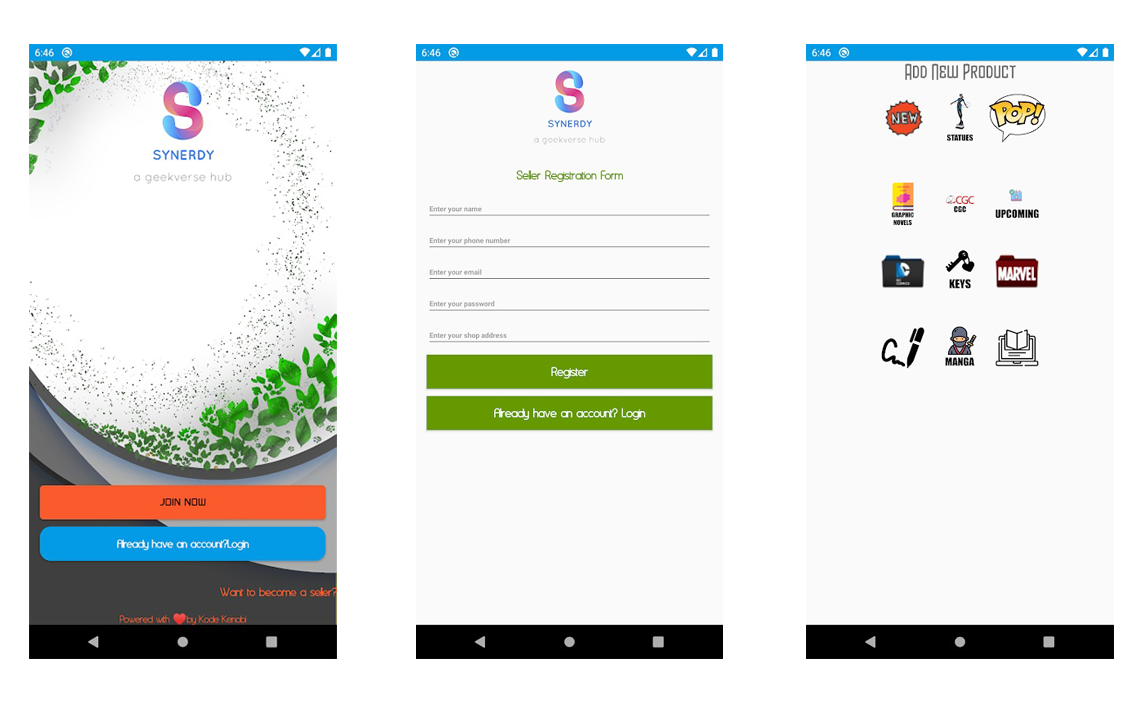 6:46
SYNERDY
a geekverse hub
JOIN NOW
Already have an account?Login
Want to become a seller?
Powered with ❤️by Kode Kenobi
6:46
SYNERDY
a geekverse hub
Seller Registration Form
Enter your name
Enter your phone number
Enter your email
Enter your password
Enter your shop address
Register
Already have an account? Login
6:46
Add New Product
NEW
STATUES
POP!
GRAPHIC
NOVELS
CGC
CGC
UPCOMING
DC
COMICS
KEYS
MARVEL
MANGA